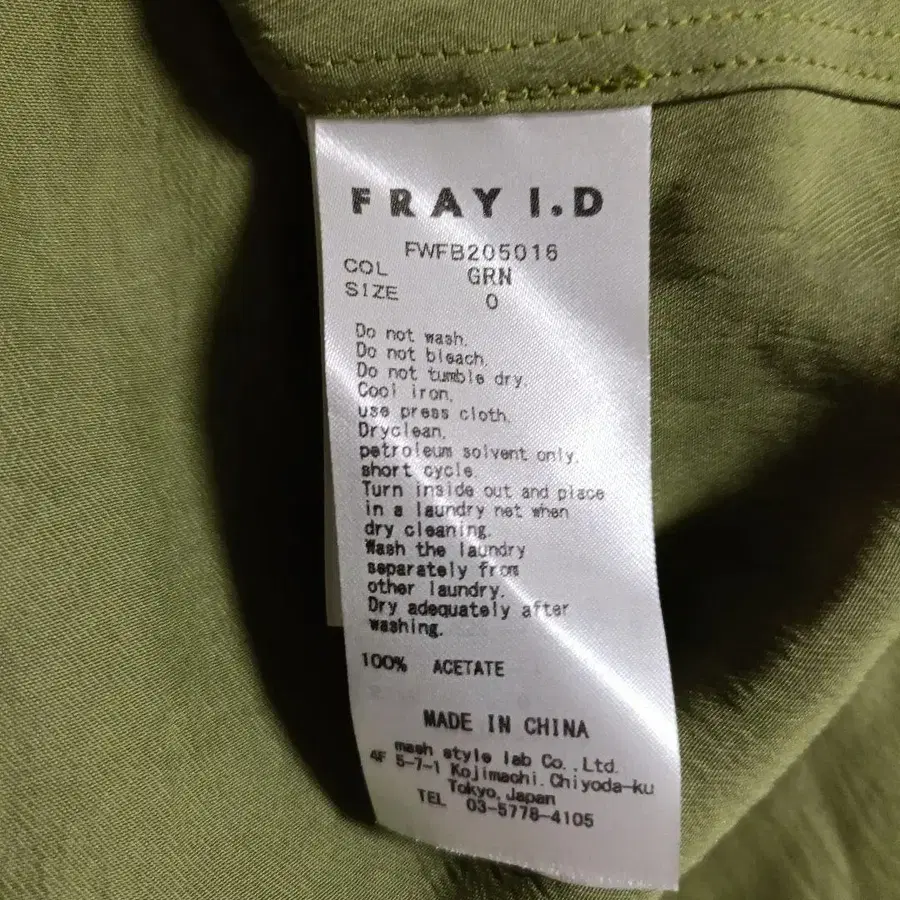 FRAY I.D
FWFB205016
COL GRN
SIZE 0
Do not wash.
Do not bleach.
Do not tumble dry.
Cool iron.
use press cloth.
Dryclean,
petroleum solvent only.
short cycle.
Turn inside out and place
in a laundry net when
dry cleaning.
Wash the laundry
separately from
other laundry.
Dry adequately after
washing.
100% ACETATE
MADE IN CHINA
mash style lab Co.,Ltd.
4F 5-7-1 Kojimachi.Chiyoda-ku
Tokyo,Japan
TEL 03-5778-4105